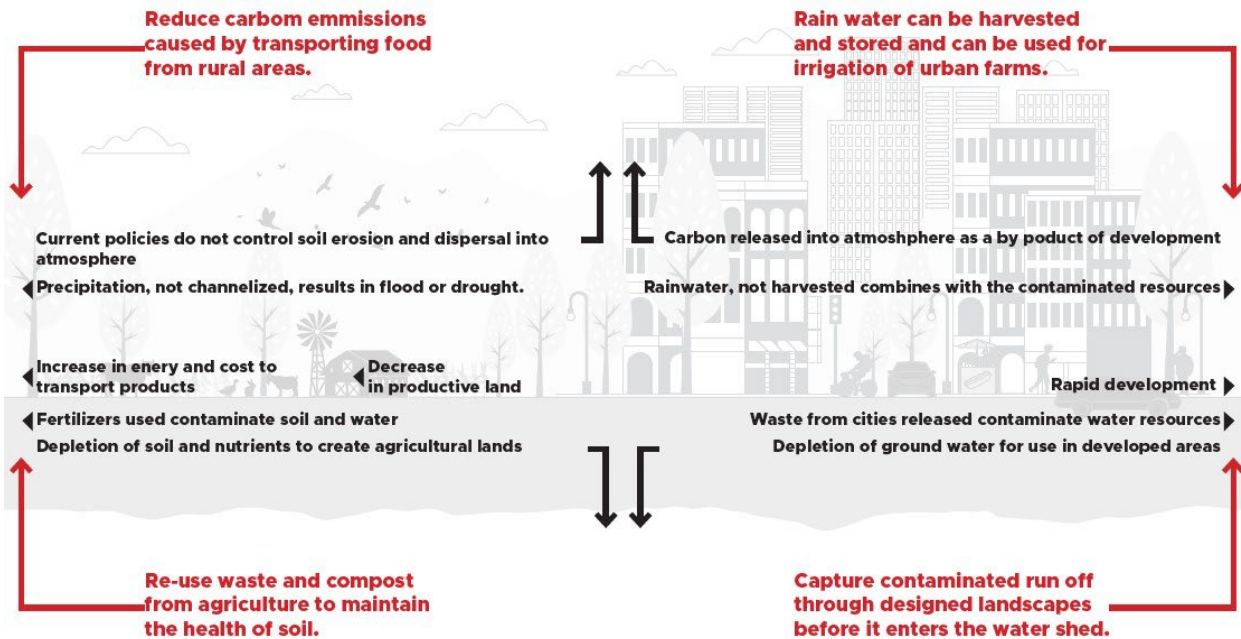 Reduce carbom emmissions
caused by transporting food
from rural areas.
Rain water can be harvested
and stored and can be used for
irrigation of urban farms.
Current policies do not control soil erosion and dispersal into
atmosphere
Carbon released into atmoshphere as a by poduct of development
Precipitation, not channelized, results in flood or drought.
Rainwater, not harvested combines with the contaminated resources
Increase in enery and cost to
transport products
Decrease
in productive land
Rapid development
Fertilizers used contaminate soil and water
Waste from cities released contaminate water resources
Depletion of soil and nutrients to create agricultural lands
Depletion of ground water for use in developed areas
Re-use waste and compost
from agriculture to maintain
the health of soil.
Capture contaminated run off
through designed landscapes
before it enters the water shed.